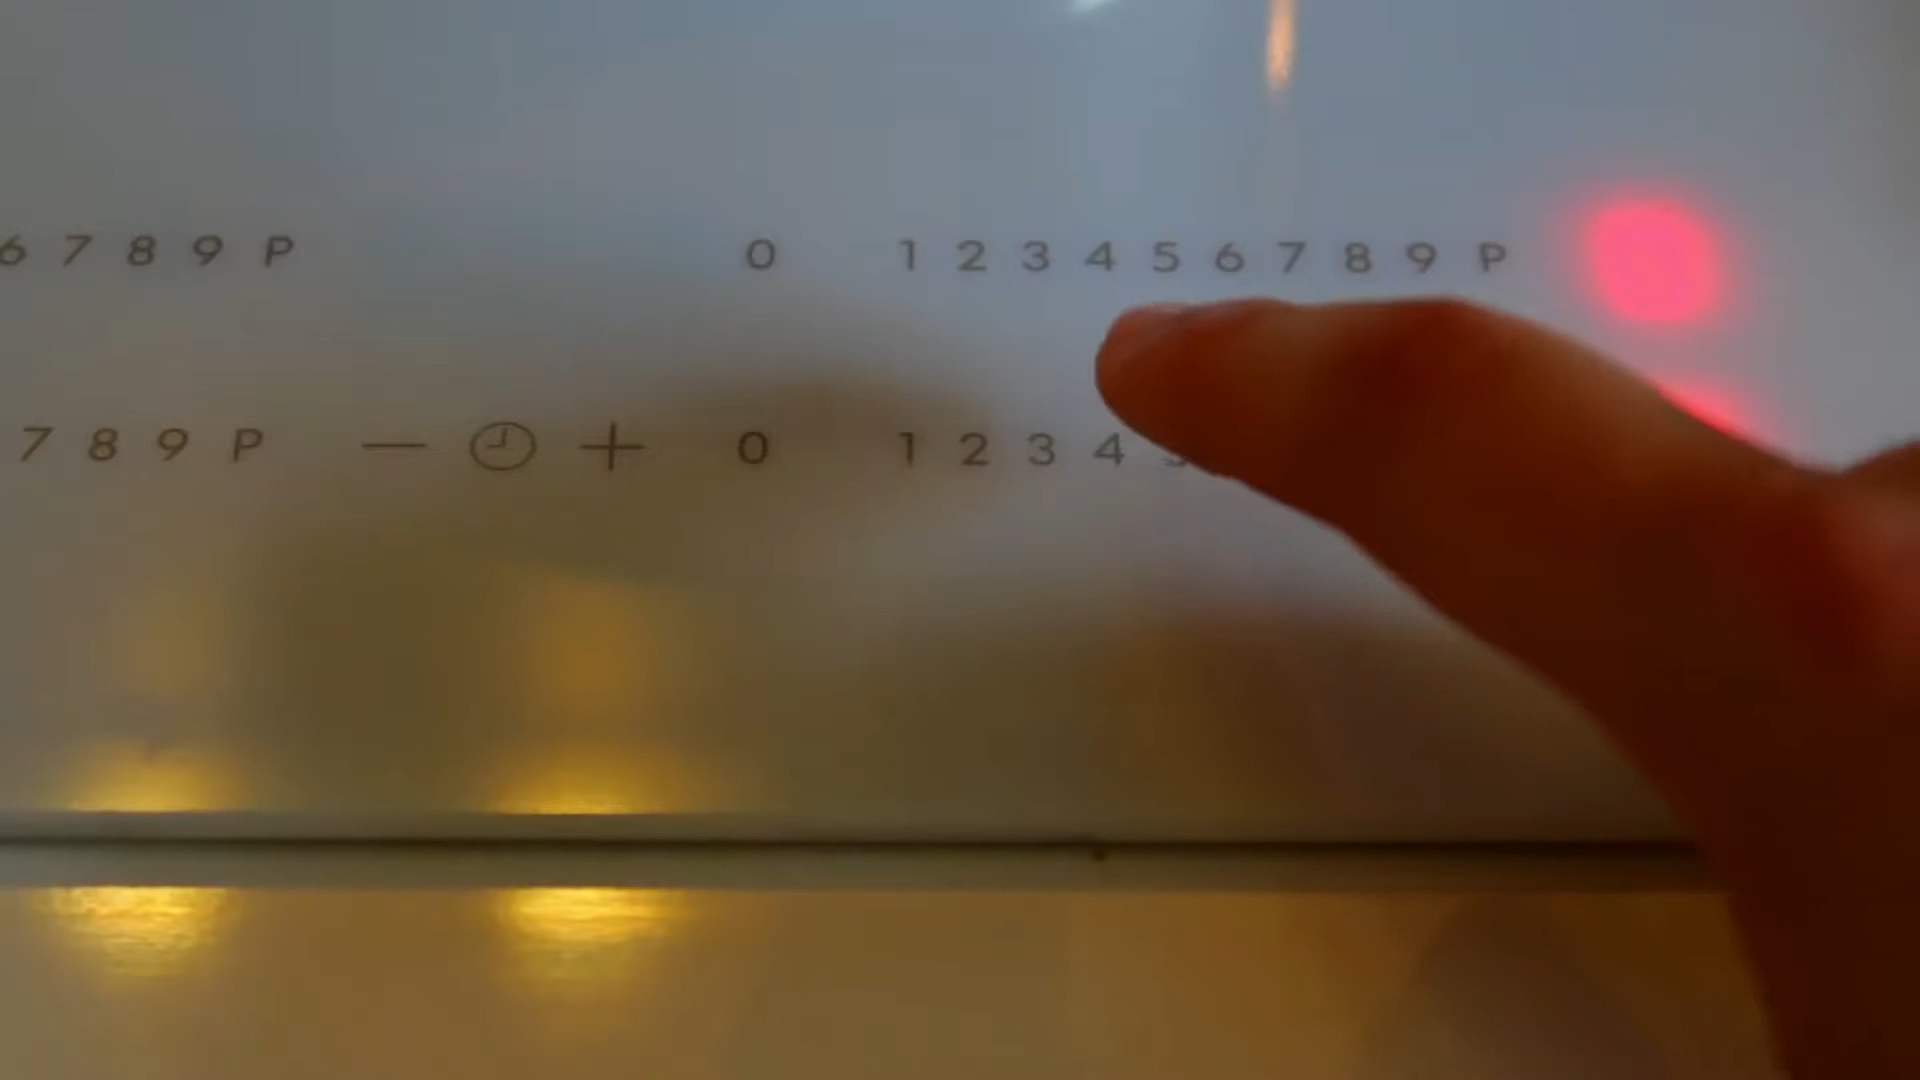 6 7 8 9 P 0 1 2 3 4 5 6 7 8 9 P
7 8 9 P — + 0 1 2 3 4